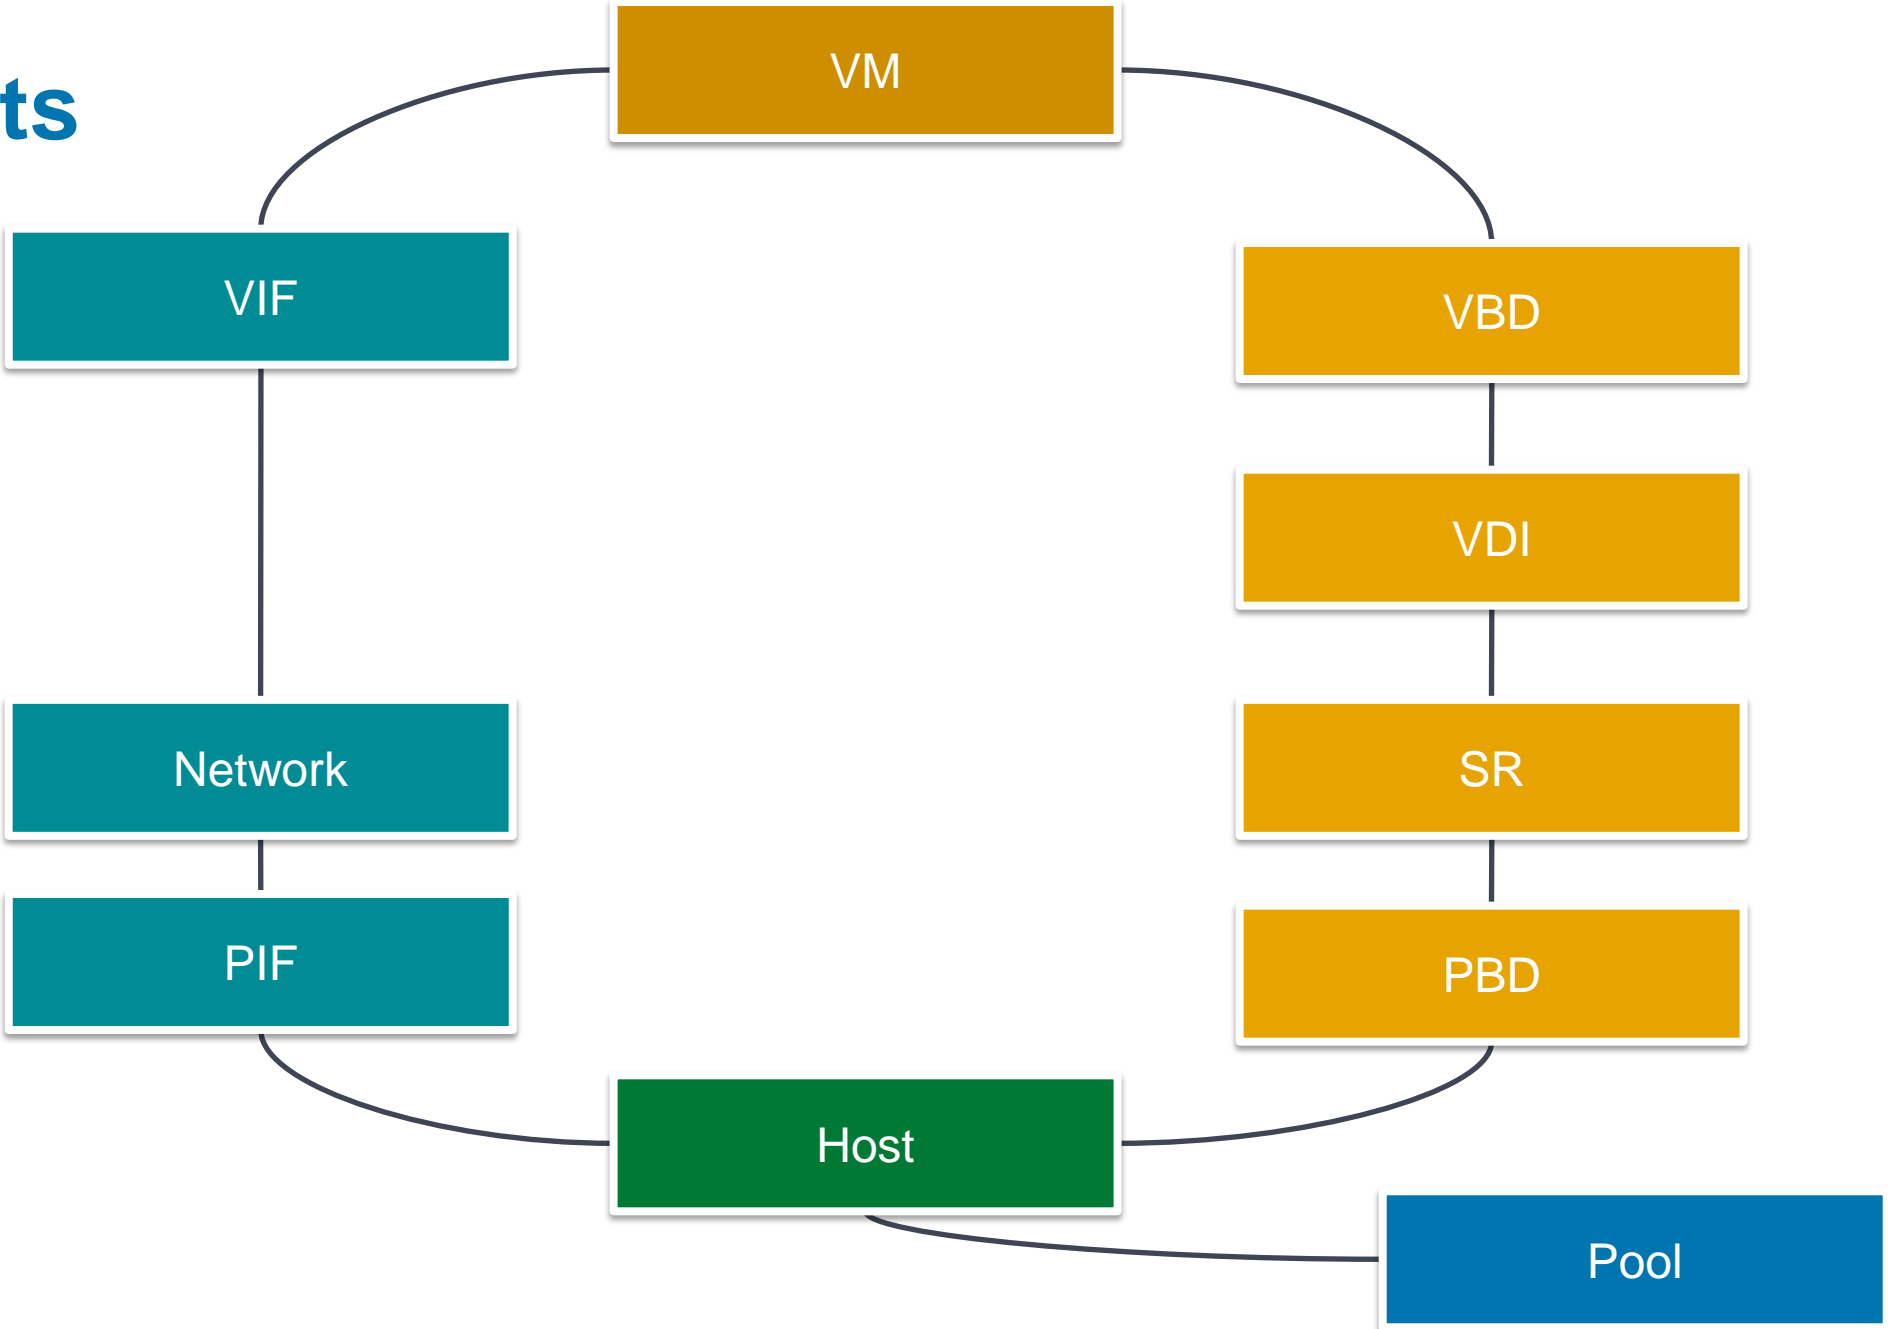 ts
VM
VIF
VBD
VDI
Network
SR
PIF
PBD
Host
Pool